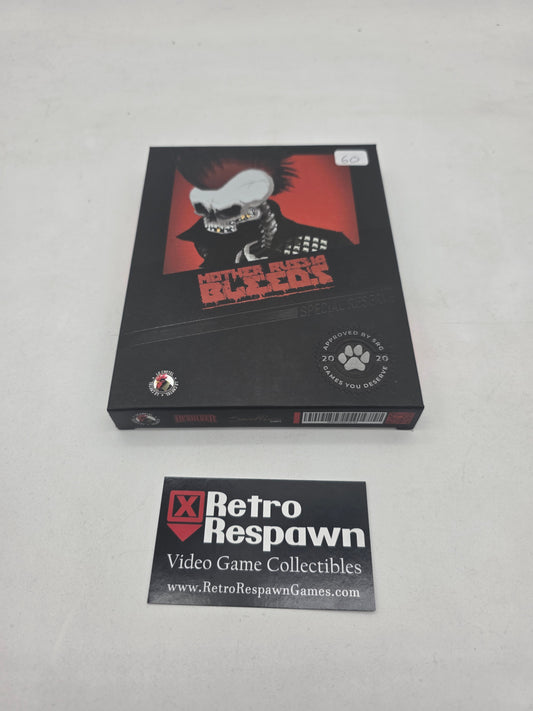 60
MOTHER RUSSIA
BLEEDS
SPECIAL RESERVE
APPROVED BY SRG
2020
GAMES YOU DESERVE
DEVOLVER
Retro
Respawn
Video Game Collectibles
www.RetroRespawnGames.com